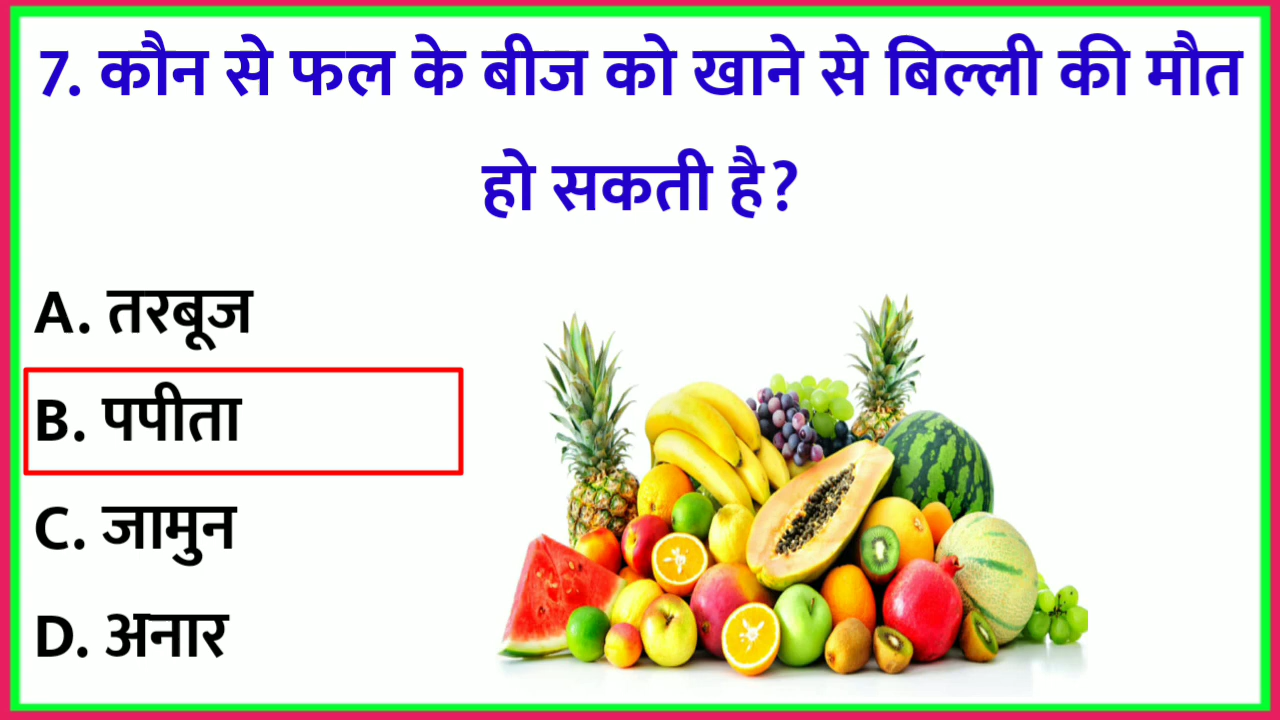 7. कौन से फल के बीज को खाने से बिल्ली की मौत
हो सकती है?
A. तरबूज
B. पपीता
C. जामुन
D. अनार